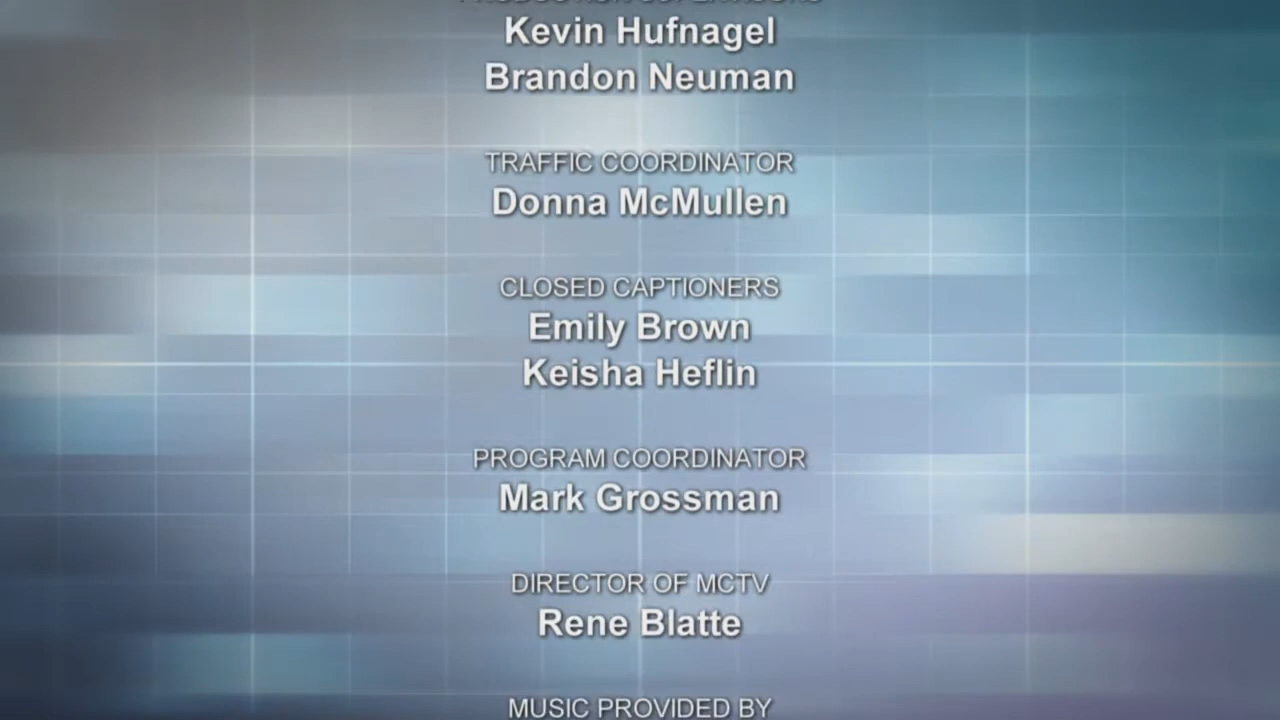 Kevin Hufnagel
Brandon Neuman
TRAFFIC COORDINATOR
Donna McMullen
CLOSED CAPTIONERS
Emily Brown
Keisha Heflin
PROGRAM COORDINATOR
Mark Grossman
DIRECTOR OF MCTV
Rene Blatte
MUSIC PROVIDED BY